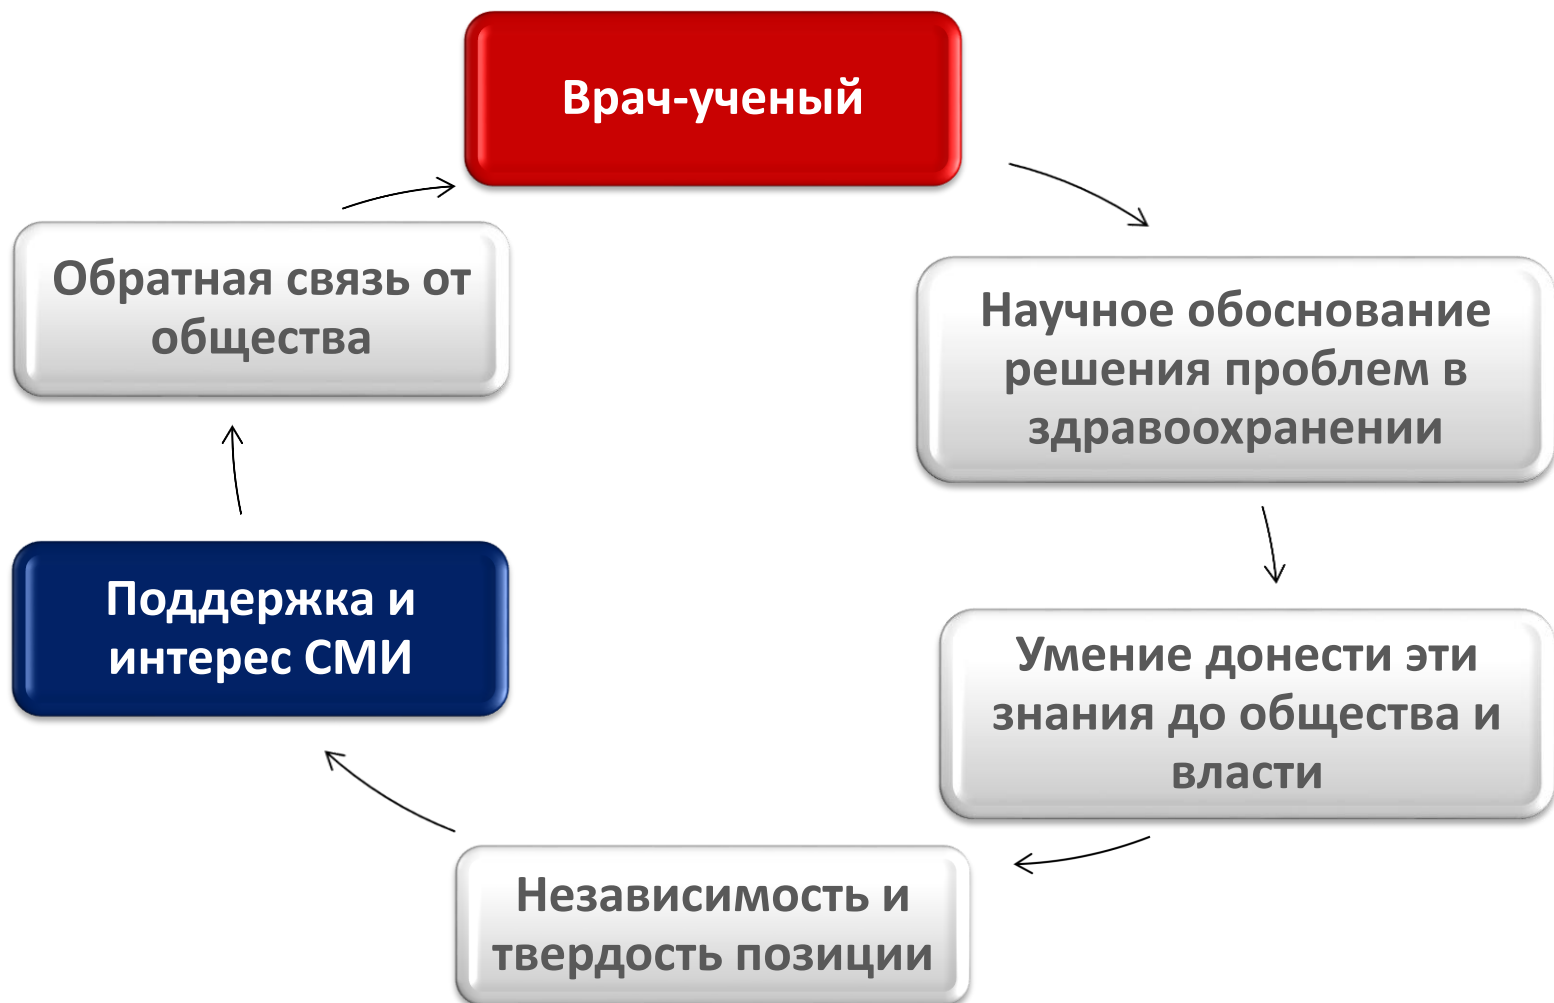 Врач-ученый
Обратная связь от
общества
Научное обоснование
решения проблем в
здравоохранении
Поддержка и
интерес СМИ
Умение донести эти
знания до общества и
власти
Независимость и
твердость позиции